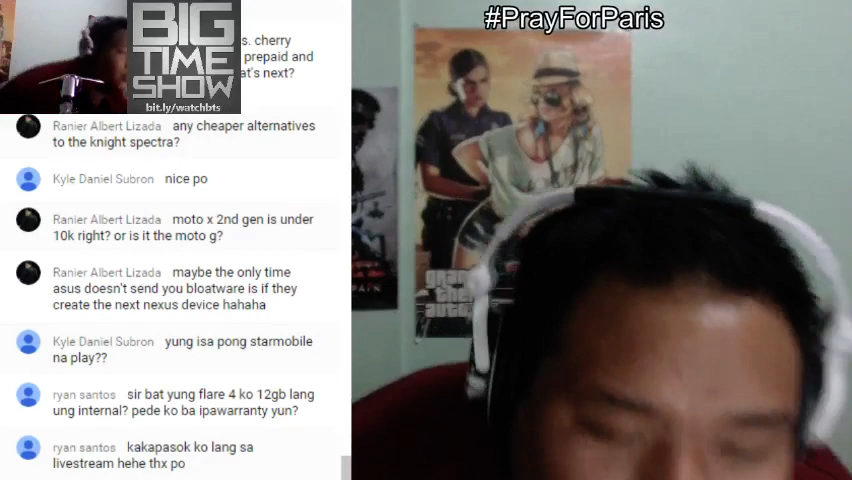 #PrayForParis
BIG
TIME
SHOW
bit.ly/watchbts
s. cherry
prepaid and
at's next?
Ranier Albert Lizada any cheaper alternatives
to the knight spectra?
Kyle Daniel Subron nice po
Ranier Albert Lizada moto x 2nd gen is under
10k right? or is it the moto g?
Ranier Albert Lizada maybe the only time
asus doesn't send you bloatware is if they
create the next nexus device hahaha
Kyle Daniel Subron yung isa pong starmobile
na play??
ryan santos sir bat yung flare 4 ko 12gb lang
ung internal? pede ko ba ipawarranty yun?
ryan santos kakapasok ko lang sa
livestream hehe thx po
grand
theft
auto
PAIN